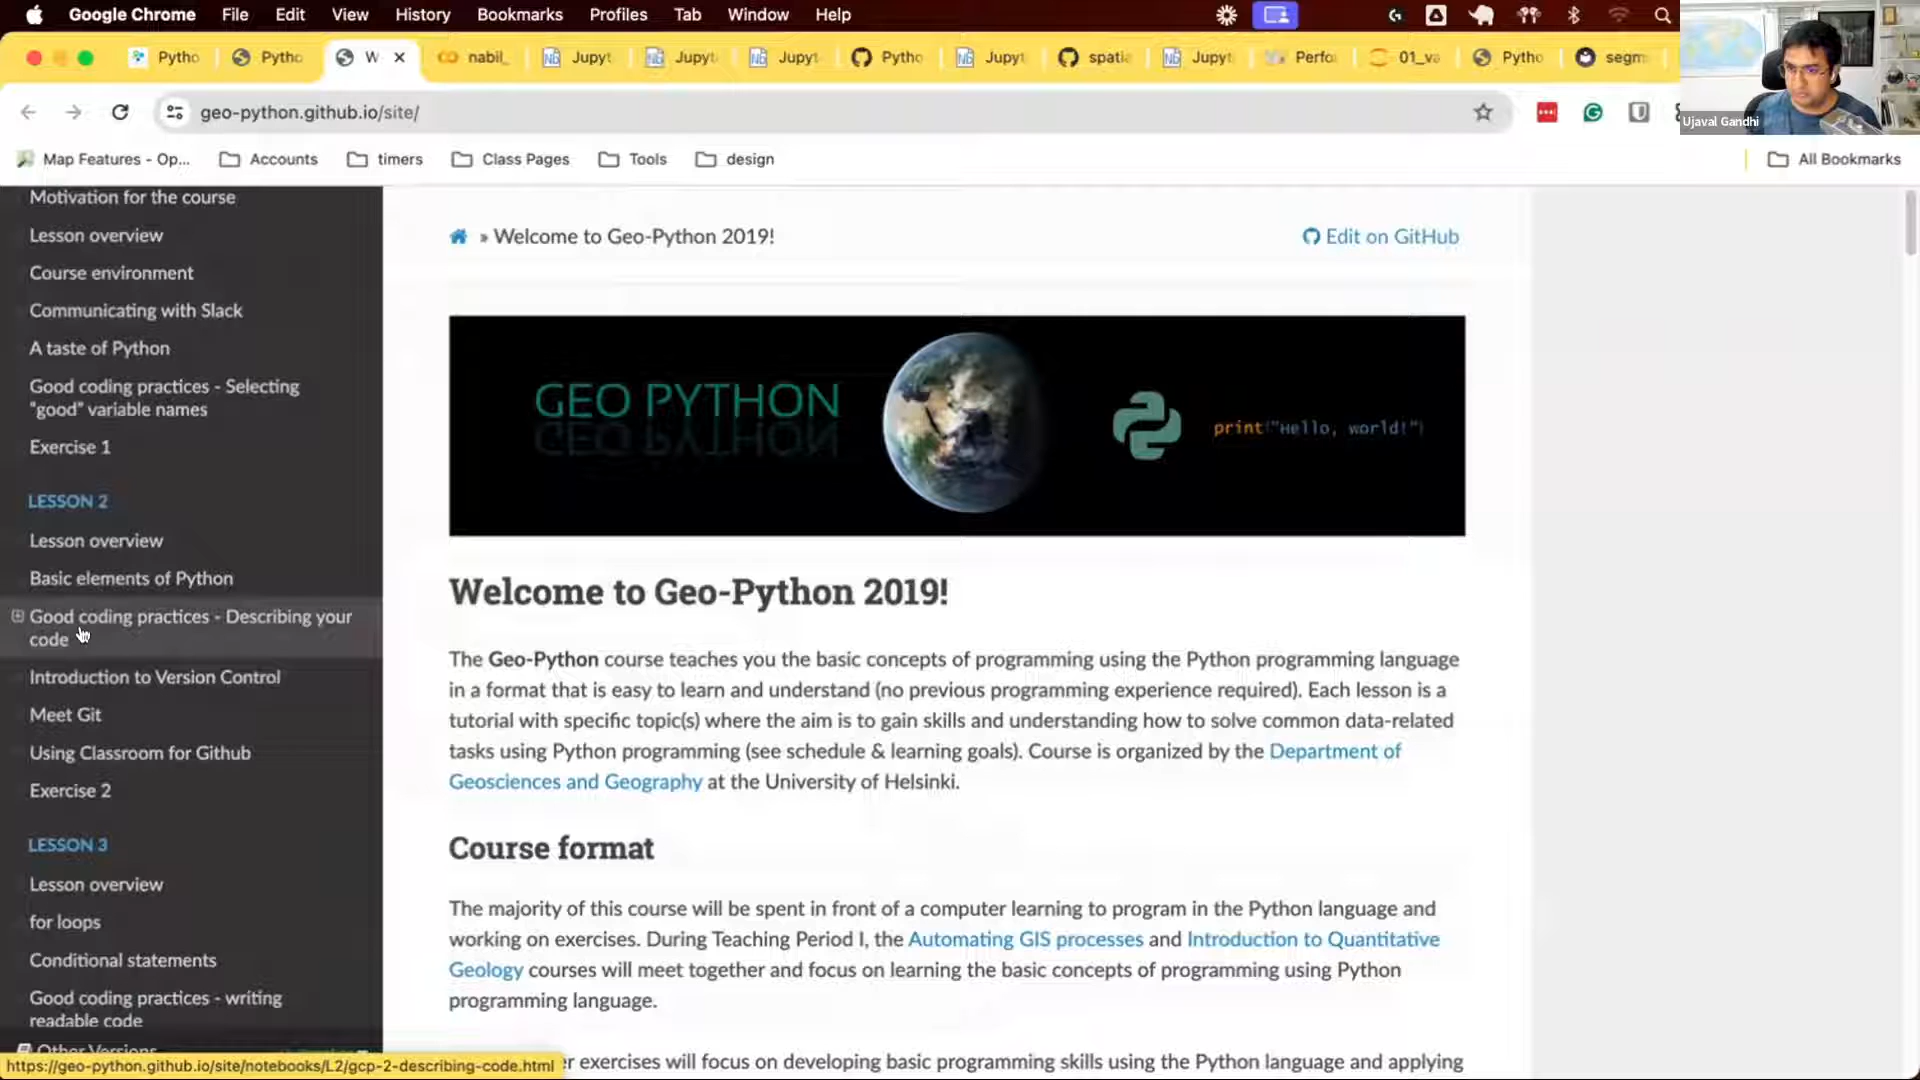 Google Chrome File Edit View History Bookmarks Profiles Tab Window Help
Pytho
Pytho
W
nabil_
Jupyt
Jupyt
Jupyt
Pytho
Jupyt
spatia
Jupyt
Perfo
01_va
Pytho
segm
Ujaval Gandhi
geo-python.github.io/site/
Map Features - Op...
Accounts
timers
Class Pages
Tools
design
All Bookmarks
Motivation for the course
Lesson overview
Course environment
Communicating with Slack
A taste of Python
Good coding practices - Selecting
"good" variable names
Exercise 1
LESSON 2
Lesson overview
Basic elements of Python
Good coding practices - Describing your
code
Introduction to Version Control
Meet Git
Using Classroom for Github
Exercise 2
LESSON 3
Lesson overview
for loops
Conditional statements
Good coding practices - writing
readable code
Other Versions
https://geo-python.github.io/site/notebooks/L2/gcp-2-describing-code.html
» Welcome to Geo-Python 2019!
Edit on GitHub
GEO PYTHON
print("Hello, world!")
Welcome to Geo-Python 2019!
The Geo-Python course teaches you the basic concepts of programming using the Python programming language
in a format that is easy to learn and understand (no previous programming experience required). Each lesson is a
tutorial with specific topic(s) where the aim is to gain skills and understanding how to solve common data-related
tasks using Python programming (see schedule & learning goals). Course is organized by the Department of
Geosciences and Geography at the University of Helsinki.
Course format
The majority of this course will be spent in front of a computer learning to program in the Python language and
working on exercises. During Teaching Period I, the Automating GIS processes and Introduction to Quantitative
Geology courses will meet together and focus on learning the basic concepts of programming using Python
programming language.
exercises will focus on developing basic programming skills using the Python language and applying